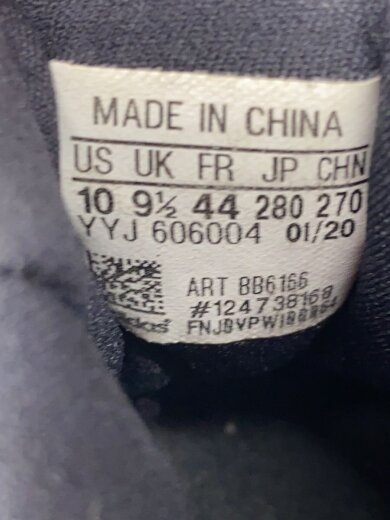 MADE IN CHINA
US UK FR JP CHN
10 9½ 44 280 270
YYJ 606004 01/20
ART BB6166
#124738168